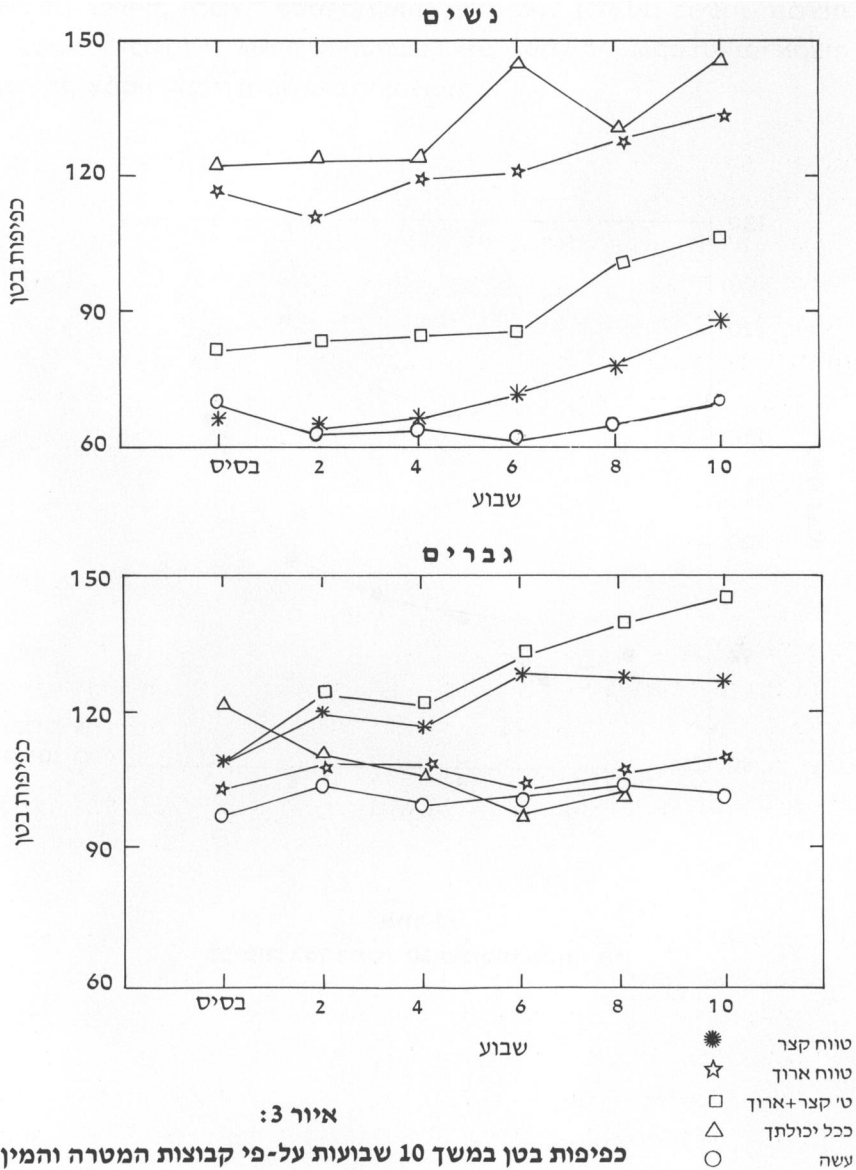 נשים
150
120
90
60
כפיפות בטן
בסיס 2 4 6 8 10
שבוע
גברים
150
120
90
60
כפיפות בטן
בסיס 2 4 6 8 10
שבוע
טווח קצר
טווח ארוך
ט' קצר+ארוך
ככל יכולתך
עשה
איור 3:
כפיפות בטן במשך 10 שבועות על-פי קבוצות המטרה והמין